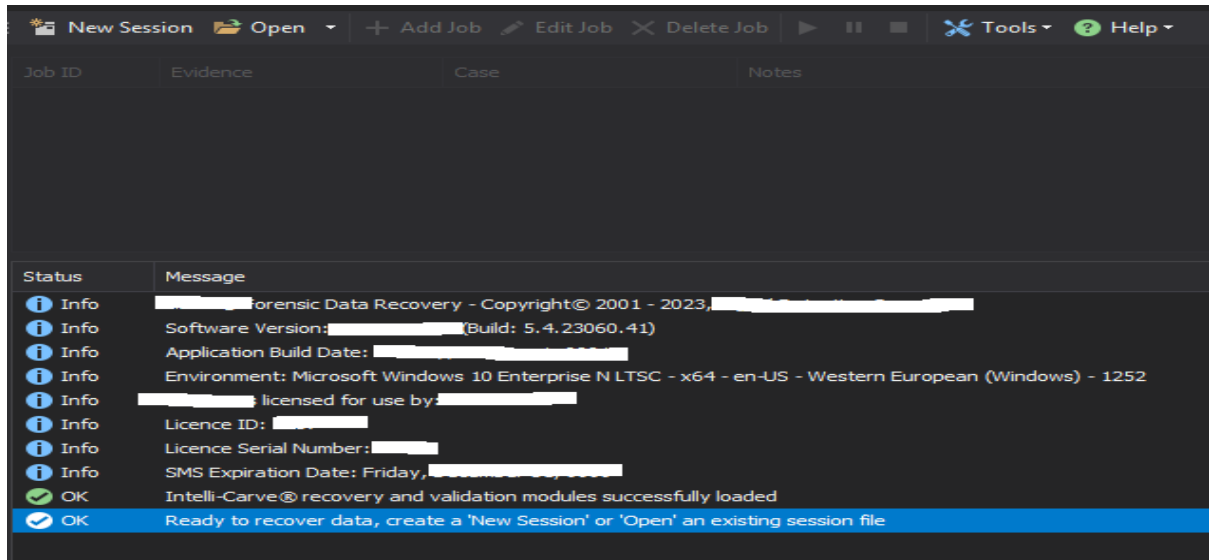 New Session Open Add Job Edit Job Delete Job Tools Help
Job ID Evidence Case Notes
Status Message
Info orensic Data Recovery - Copyright© 2001 - 2023,
Info Software Version: (Build: 5.4.23060.41)
Info Application Build Date:
Info Environment: Microsoft Windows 10 Enterprise N LTSC - x64 - en-US - Western European (Windows) - 1252
Info licensed for use by:
Info Licence ID:
Info Licence Serial Number:
Info SMS Expiration Date: Friday,
OK Intelli-Carve® recovery and validation modules successfully loaded
OK Ready to recover data, create a 'New Session' or 'Open' an existing session file